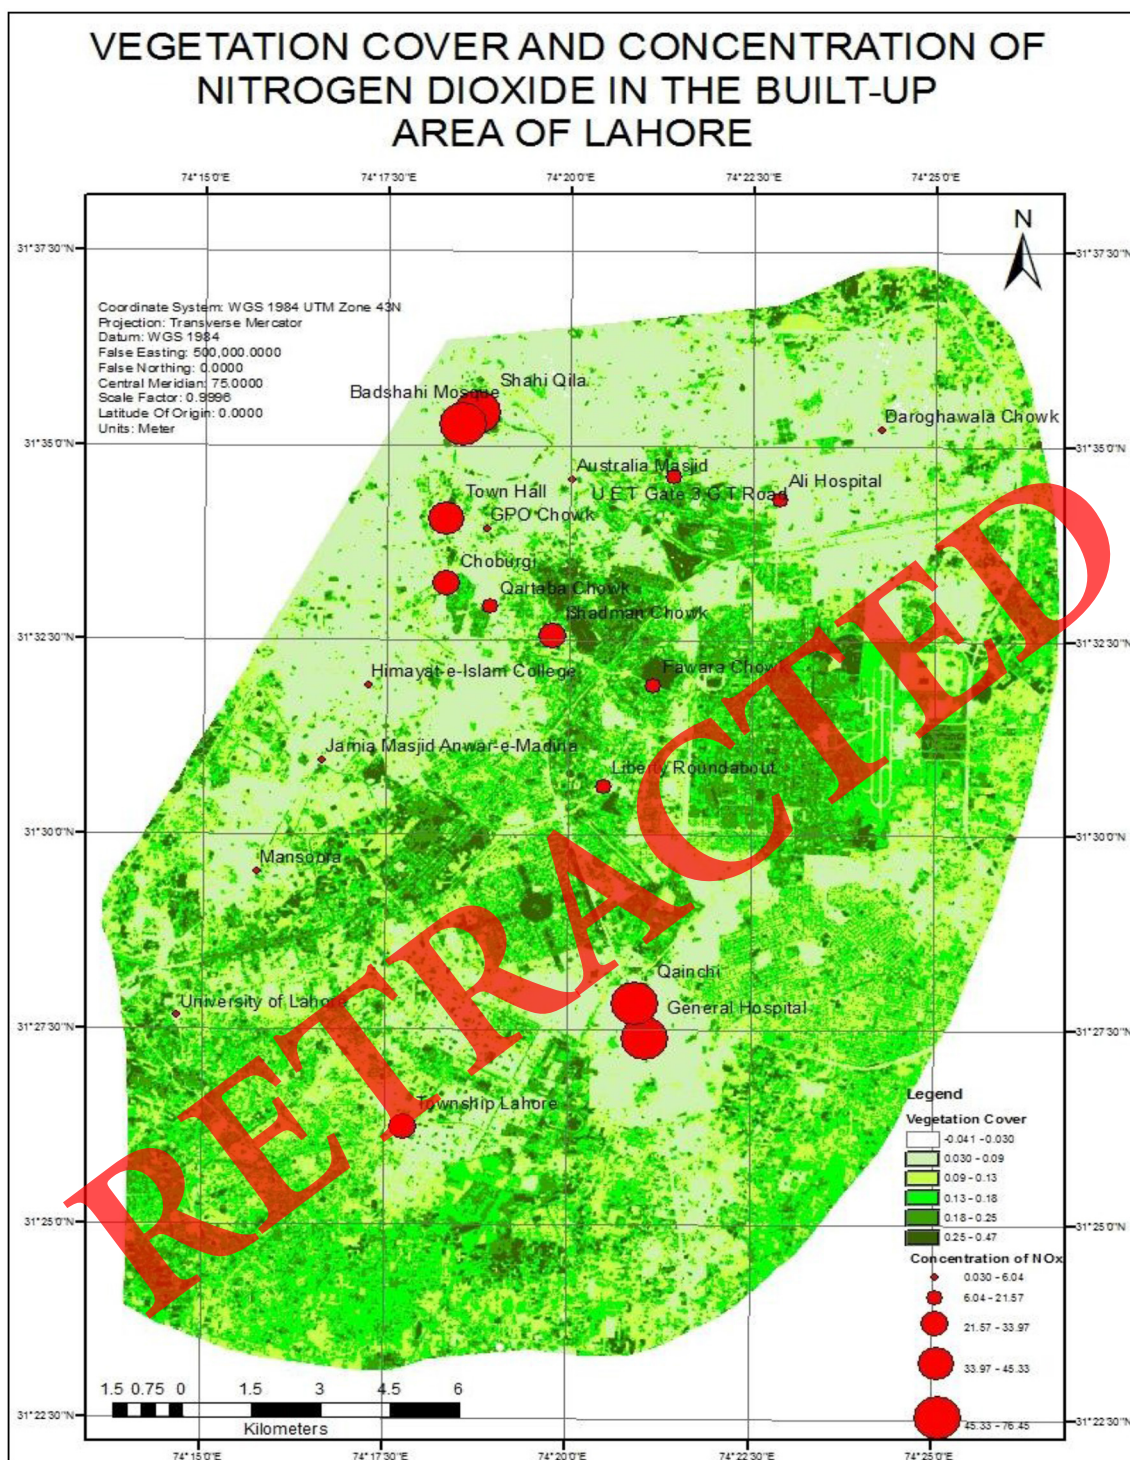 VEGETATION COVER AND CONCENTRATION OF
NITROGEN DIOXIDE IN THE BUILT-UP
AREA OF LAHORE
74°15'0"E 74°17'30"E 74°20'0"E 74°22'30"E 74°25'0"E
N
31°37'30"N 31°37'30"N
Coordinate System: WGS 1984 UTM Zone 43N
Projection: Transverse Mercator
Datum: WGS 1984
False Easting: 500,000.0000
False Northing: 0.0000
Central Meridian: 75.0000
Scale Factor: 0.9996
Latitude Of Origin: 0.0000
Units: Meter
Shahi Qila
Badshahi Mosque
Daroghawala Chowk
31°35'0"N 31°35'0"N
Australia Masjid
Ali Hospital
Town Hall
U.E.T Gate 3 G.T Road
GPO Chowk
Choburgi
Qartaba Chowk
Shadman Chowk
31°32'30"N 31°32'30"N
Himayat-e-Islam College
Fawara Chowk
Jamia Masjid Anwar-e-Madina
Liberty Roundabout
31°30'0"N 31°30'0"N
Mansoora
Qainchi
University of Lahore
General Hospital
31°27'30"N 31°27'30"N
Township Lahore
RETRACTED
Legend
Vegetation Cover
-0.041 - 0.030
0.030 - 0.09
0.09 - 0.13
0.13 - 0.18
0.18 - 0.25
0.25 - 0.47
31°25'0"N 31°25'0"N
Concentration of NOx
0.030 - 6.04
6.04 - 21.57
21.57 - 33.97
33.97 - 45.33
45.33 - 76.45
1.5 0.75 0 1.5 3 4.5 6
Kilometers
31°22'30"N 31°22'30"N
74°15'0"E 74°17'30"E 74°20'0"E 74°22'30"E 74°25'0"E